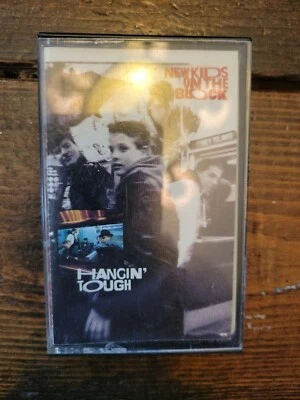 NEW KIDS
ON THE
BLOCK
HANGIN'
TOUGH